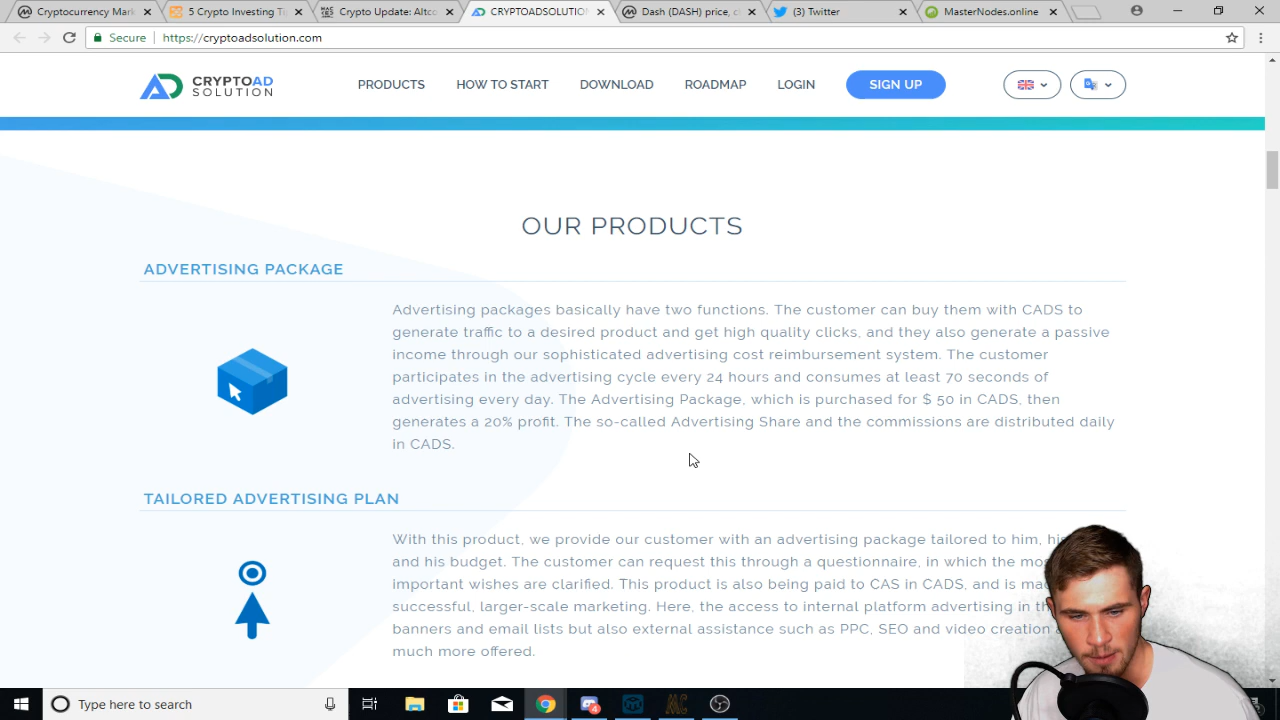 Cryptocurrency Mark
5 Crypto Investing Ti
Crypto Update: Altco
CRYPTOADSOLUTION
Dash (DASH) price, c
(3) Twitter
MasterNodes.online
Secure
https://cryptoadsolution.com
CRYPTOAD
SOLUTION
PRODUCTS
HOW TO START
DOWNLOAD
ROADMAP
LOGIN
SIGN UP
OUR PRODUCTS
ADVERTISING PACKAGE
Advertising packages basically have two functions. The customer can buy them with CADS to
generate traffic to a desired product and get high quality clicks, and they also generate a passive
income through our sophisticated advertising cost reimbursement system. The customer
participates in the advertising cycle every 24 hours and consumes at least 70 seconds of
advertising every day. The Advertising Package, which is purchased for $ 50 in CADS, then
generates a 20% profit. The so-called Advertising Share and the commissions are distributed daily
in CADS.
TAILORED ADVERTISING PLAN
With this product, we provide our customer with an advertising package tailored to him, hi
and his budget. The customer can request this through a questionnaire, in which the mos
important wishes are clarified. This product is also being paid to CAS in CADS, and is ma
successful, larger-scale marketing. Here, the access to internal platform advertising in th
banners and email lists but also external assistance such as PPC, SEO and video creation
much more offered.
Type here to search
4